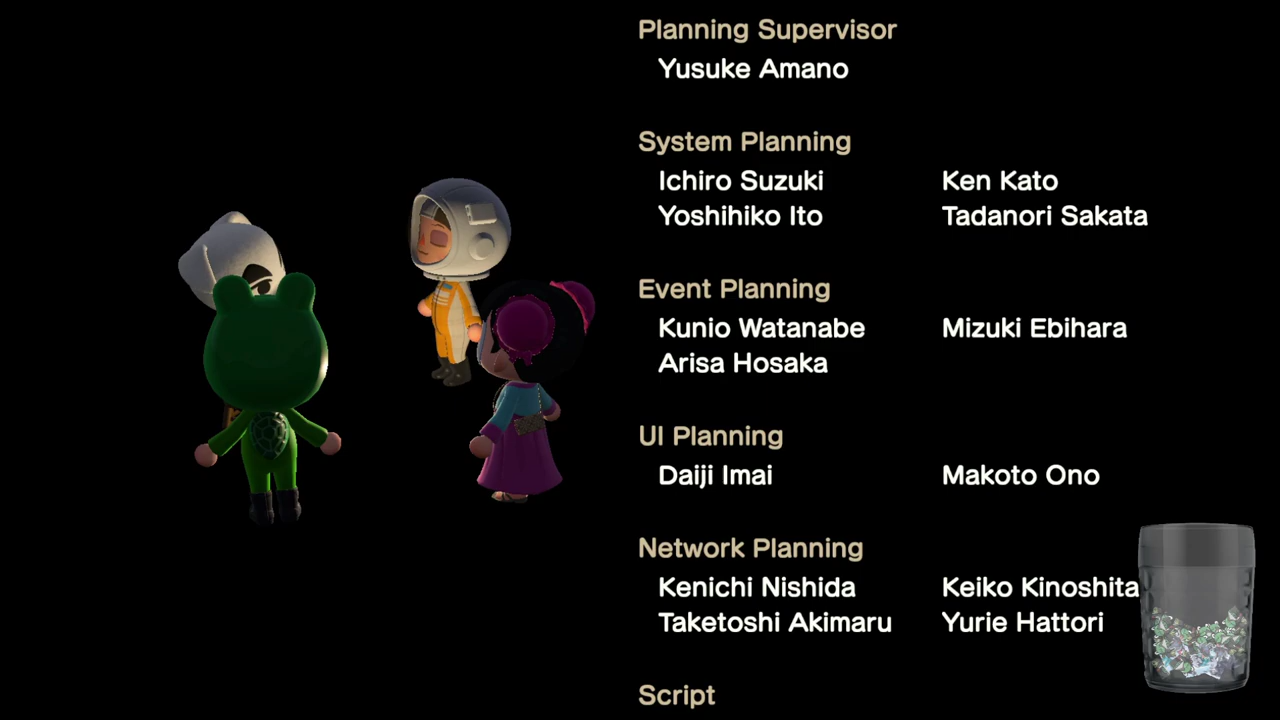 Planning Supervisor
Yusuke Amano
System Planning
Ichiro Suzuki Ken Kato
Yoshihiko Ito Tadanori Sakata
Event Planning
Kunio Watanabe Mizuki Ebihara
Arisa Hosaka
UI Planning
Daiji Imai Makoto Ono
Network Planning
Kenichi Nishida Keiko Kinoshita
Taketoshi Akimaru Yurie Hattori
Script